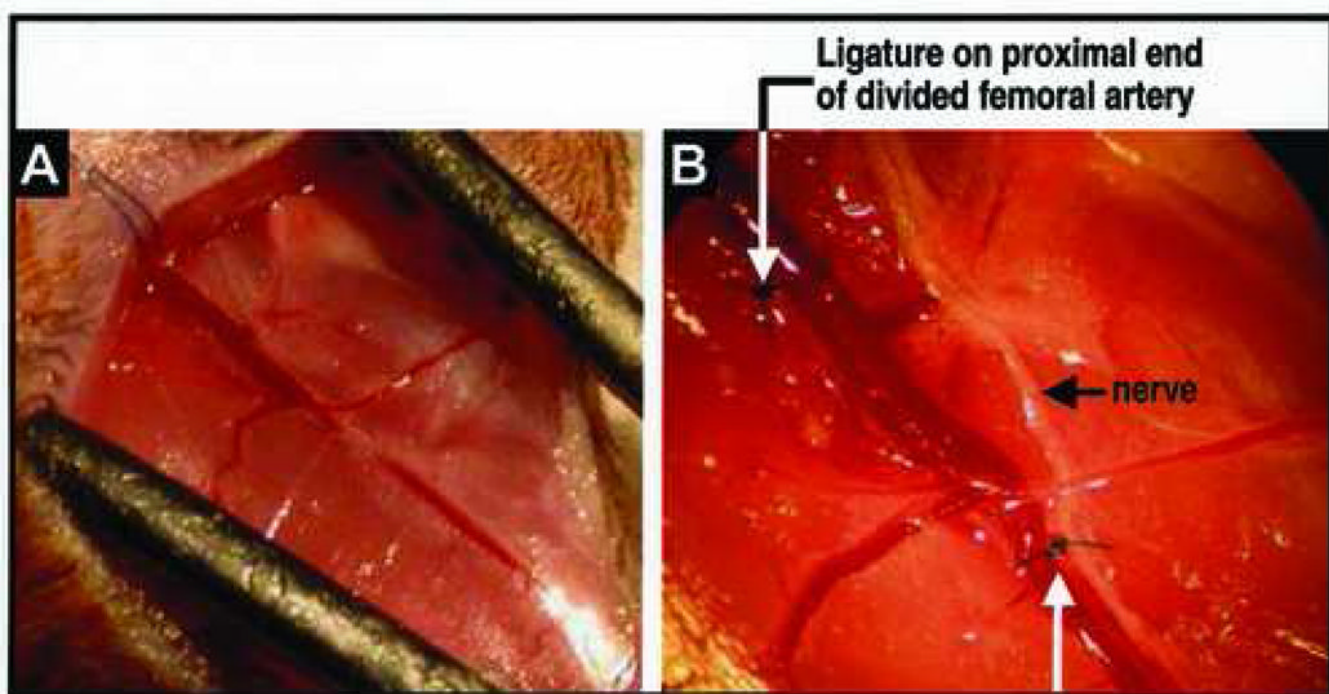 Ligature on proximal end
of divided femoral artery
A
B
nerve